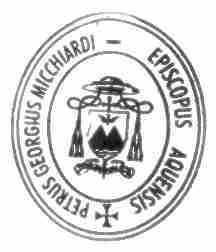 ✠ PETRUS GEORGIUS MICCHIARDI — EPISCOPUS AQUENSIS